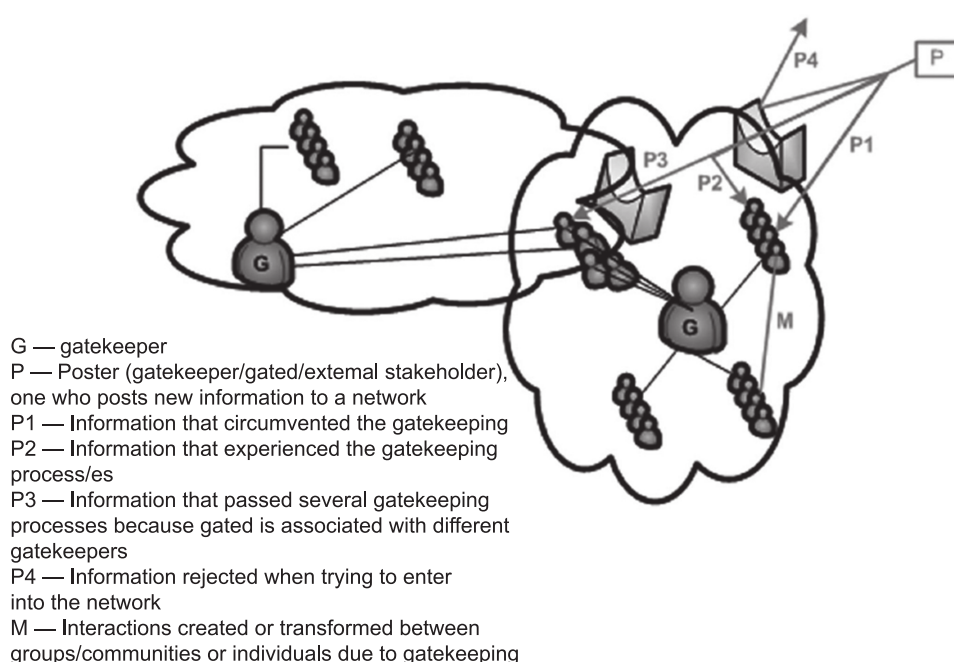 P4
P
P3
P1
P2
G
G
M
G — gatekeeper
P — Poster (gatekeeper/gated/external stakeholder),
one who posts new information to a network
P1 — Information that circumvented the gatekeeping
P2 — Information that experienced the gatekeeping
process/es
P3 — Information that passed several gatekeeping
processes because gated is associated with different
gatekeepers
P4 — Information rejected when trying to enter
into the network
M — Interactions created or transformed between
groups/communities or individuals due to gatekeeping